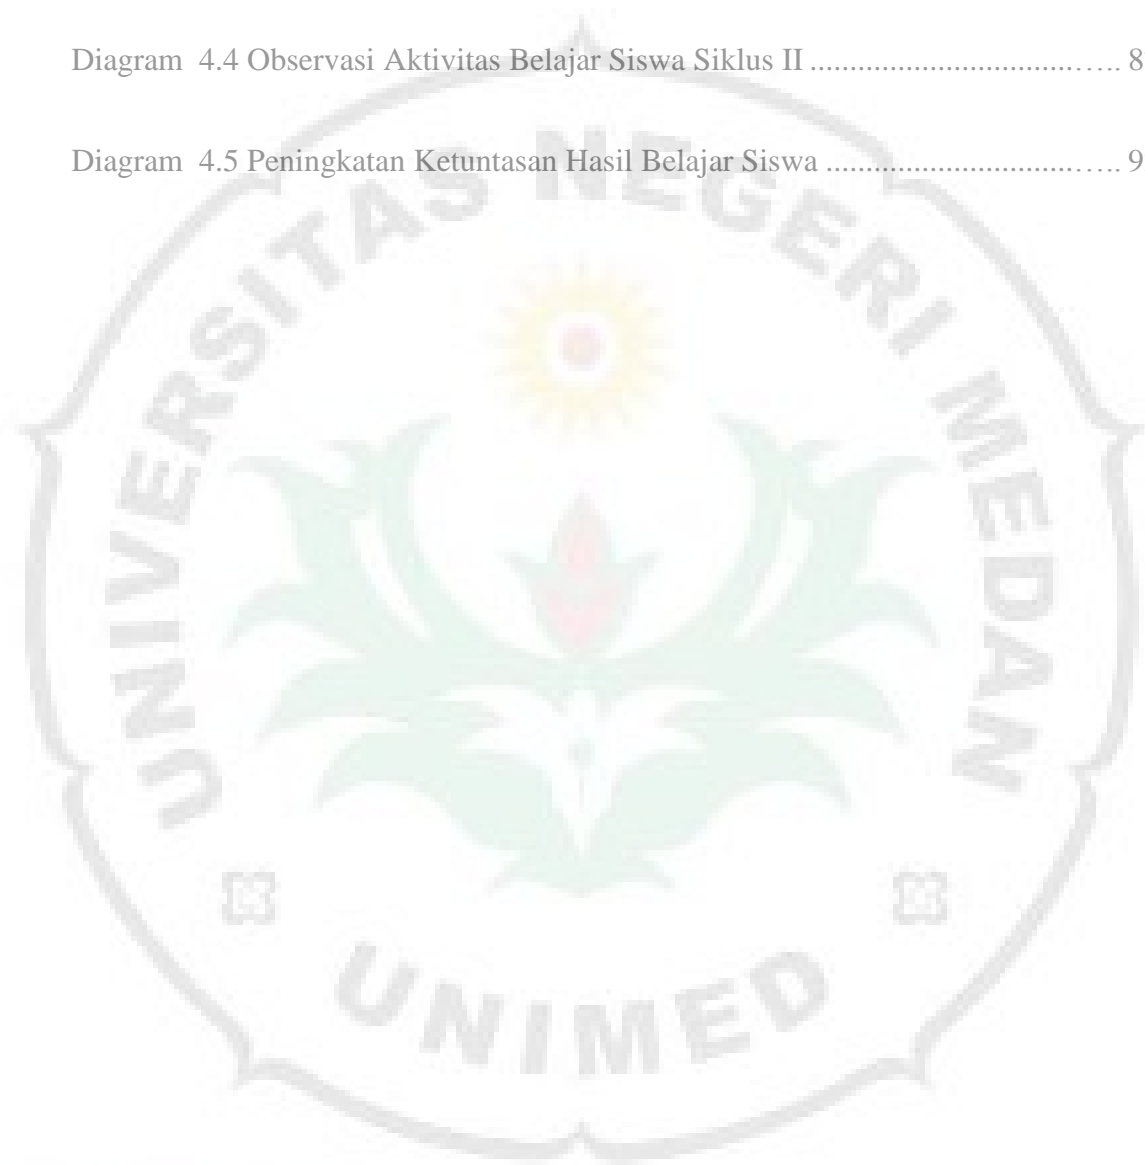 Diagram 4.4 Observasi Aktivitas Belajar Siswa Siklus II ................................….. 8
Diagram 4.5 Peningkatan Ketuntasan Hasil Belajar Siswa ..............................….. 9
UNIVERSITAS NEGERI MEDAN
UNIMED